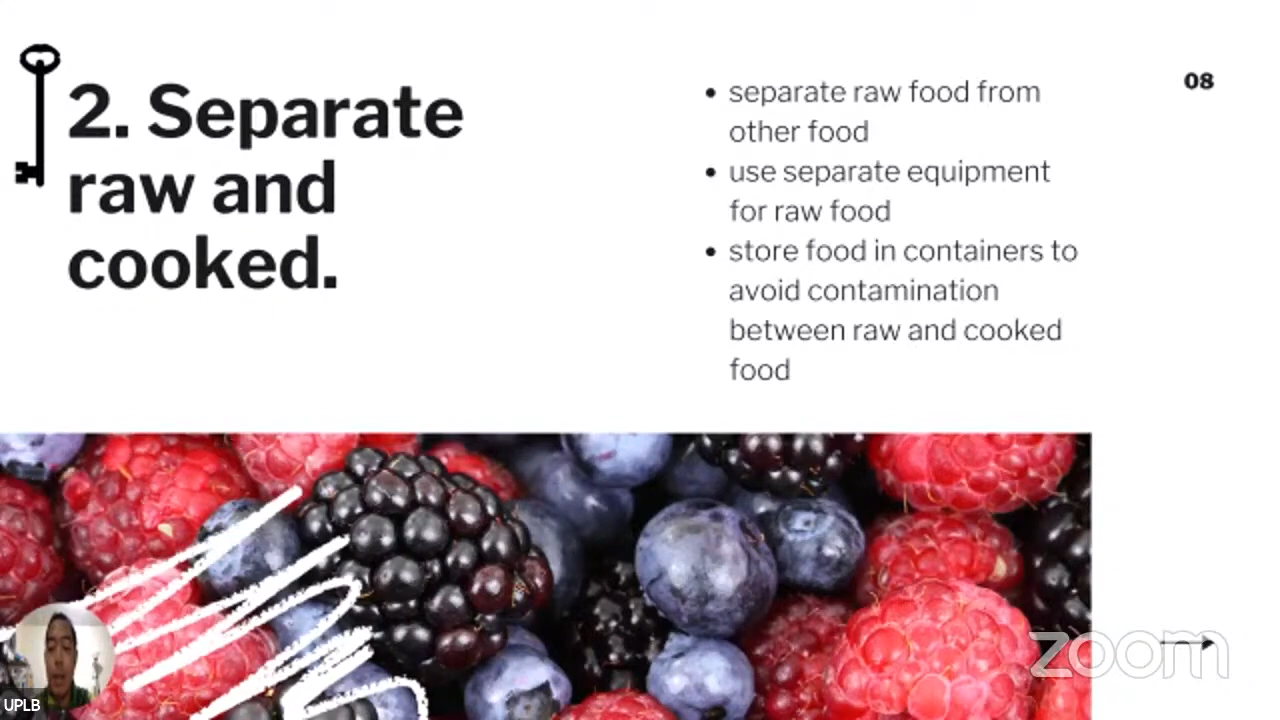 2. Separate
raw and
cooked.
• separate raw food from
other food
• use separate equipment
for raw food
• store food in containers to
avoid contamination
between raw and cooked
food
08
zoom
UPLB